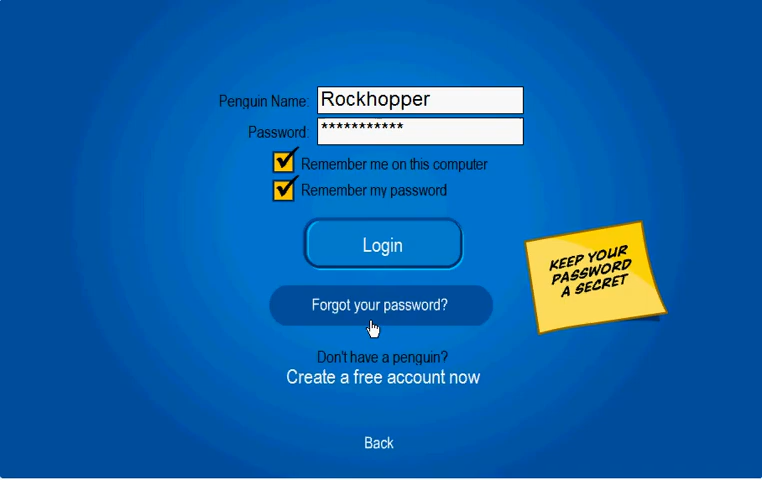 Penguin Name: Rockhopper
Password: ***********
Remember me on this computer
Remember my password
Login
KEEP YOUR
PASSWORD
A SECRET
Forgot your password?
Don't have a penguin?
Create a free account now
Back